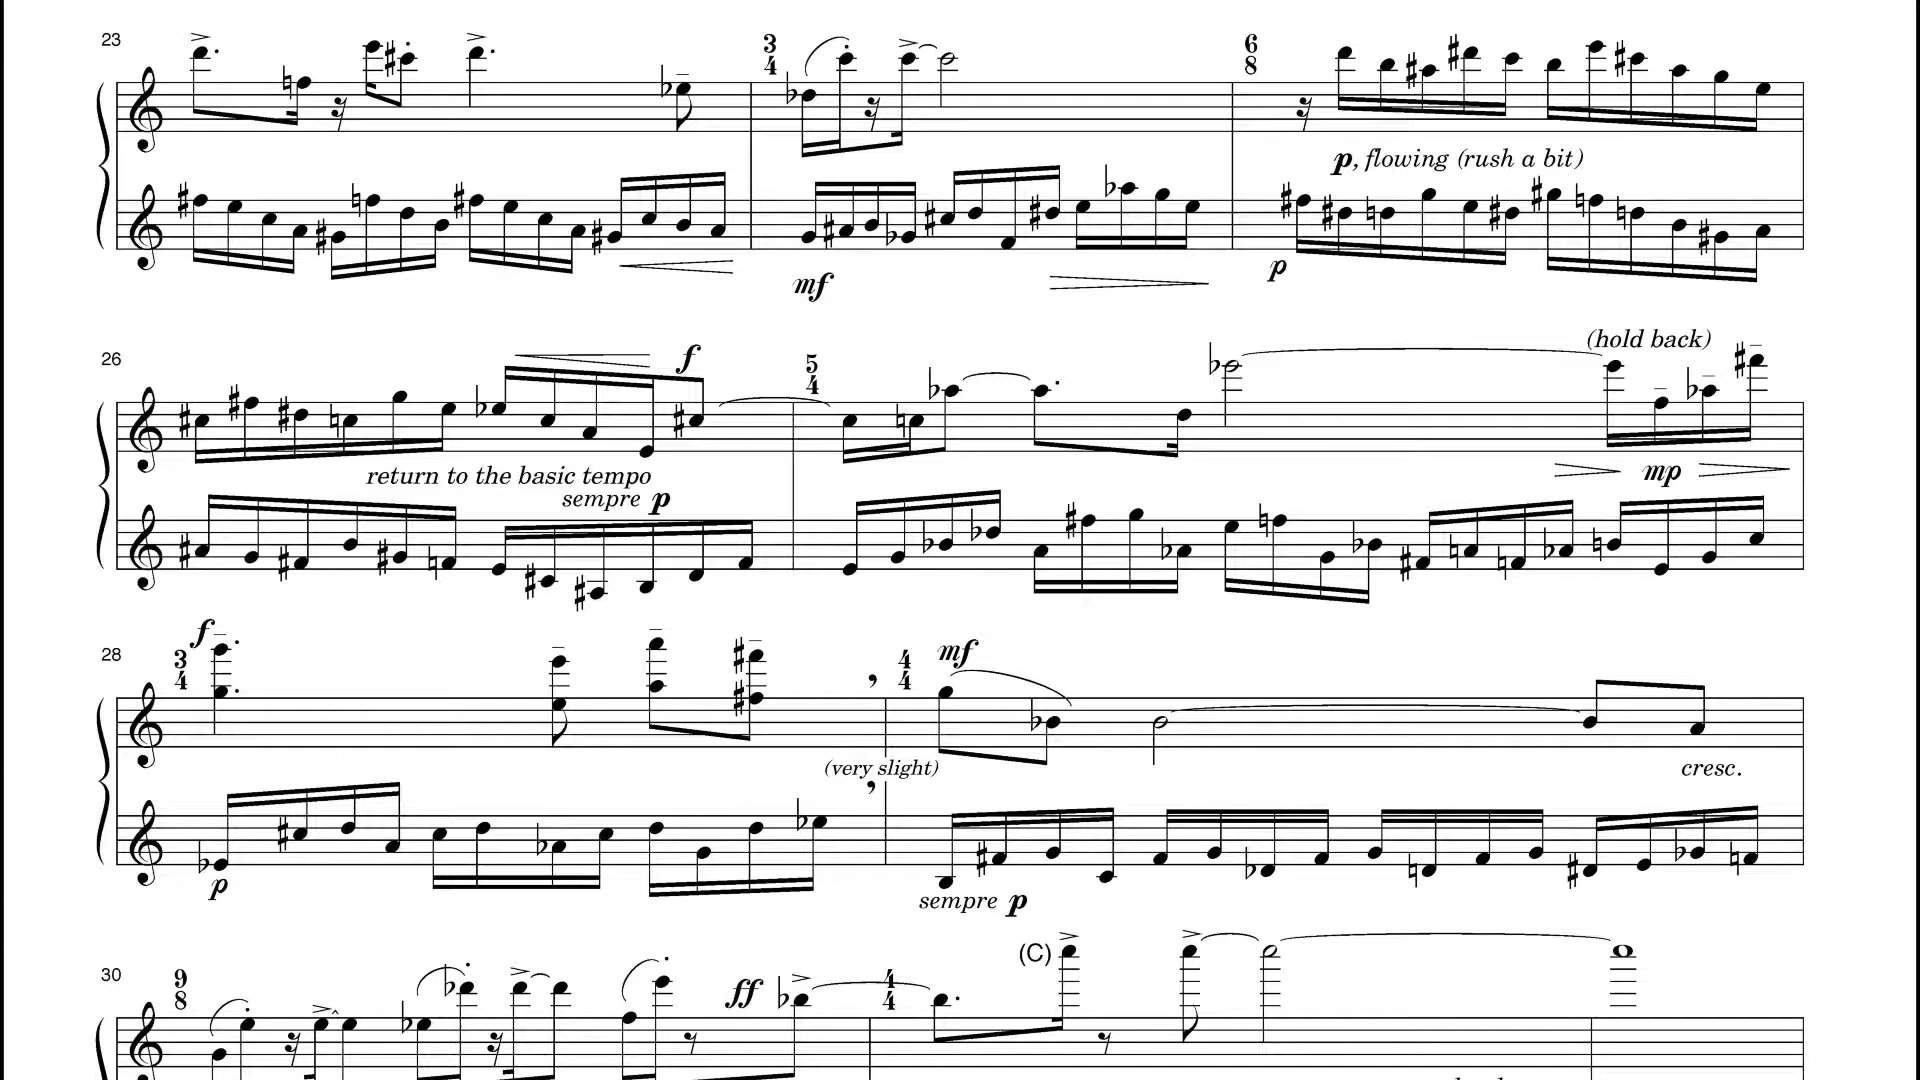 23
3
4
6
8
p, flowing (rush a bit)
mf
p
26
f
5
4
(hold back)
return to the basic tempo
mp
sempre p
28
f
3
4
mf
4
4
(very slight)
cresc.
p
sempre p
30
9
8
ff
4
4
(C)